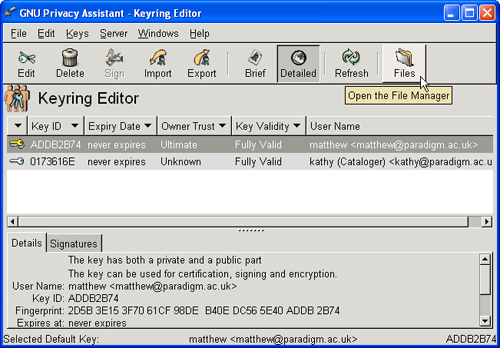 GNU Privacy Assistant - Keyring Editor
File Edit Keys Server Windows Help
Edit Delete Sign Import Export Brief Detailed Refresh Files
Keyring Editor
Open the File Manager
Key ID Expiry Date Owner Trust Key Validity User Name
ADDB2B74 never expires Ultimate Fully Valid matthew <matthew@paradigm.ac.uk>
0173616E never expires Unknown Fully Valid kathy (Cataloger) <kathy@paradigm.ac.uk>
Details Signatures
The key has both a private and a public part
The key can be used for certification, signing and encryption.
User Name: matthew <matthew@paradigm.ac.uk>
Key ID: ADDB2B74
Fingerprint: 2D5B 3E15 3F70 61CF 98DE B40E DC56 5E40 ADDB 2B74
Expires at: never expires
Selected Default Key: matthew <matthew@paradigm.ac.uk> ADDB2B74